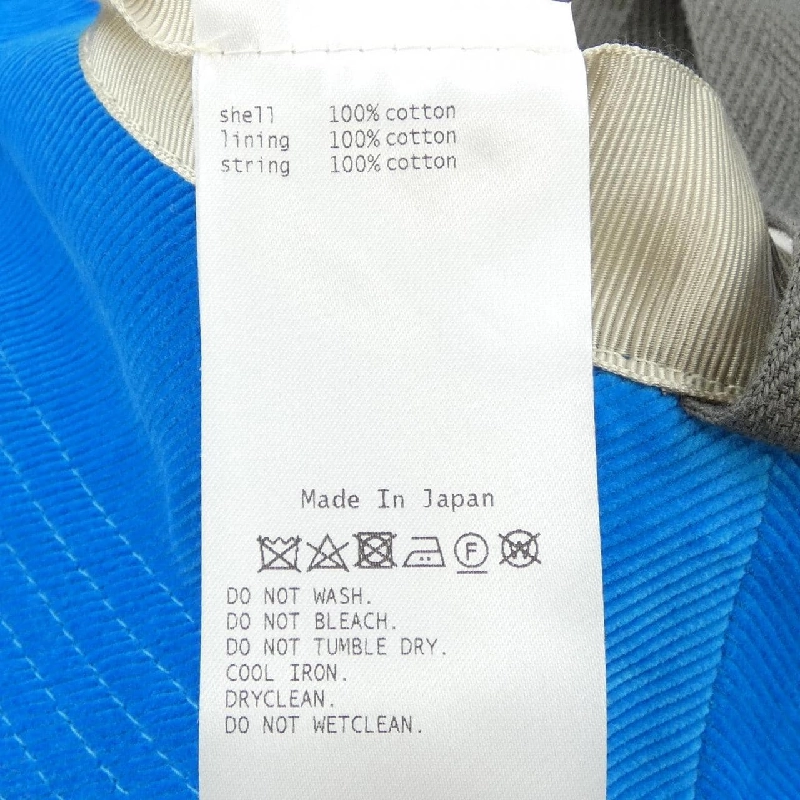 shell 100% cotton
lining 100% cotton
string 100% cotton
Made In Japan
F W
DO NOT WASH.
DO NOT BLEACH.
DO NOT TUMBLE DRY.
COOL IRON.
DRYCLEAN.
DO NOT WETCLEAN.